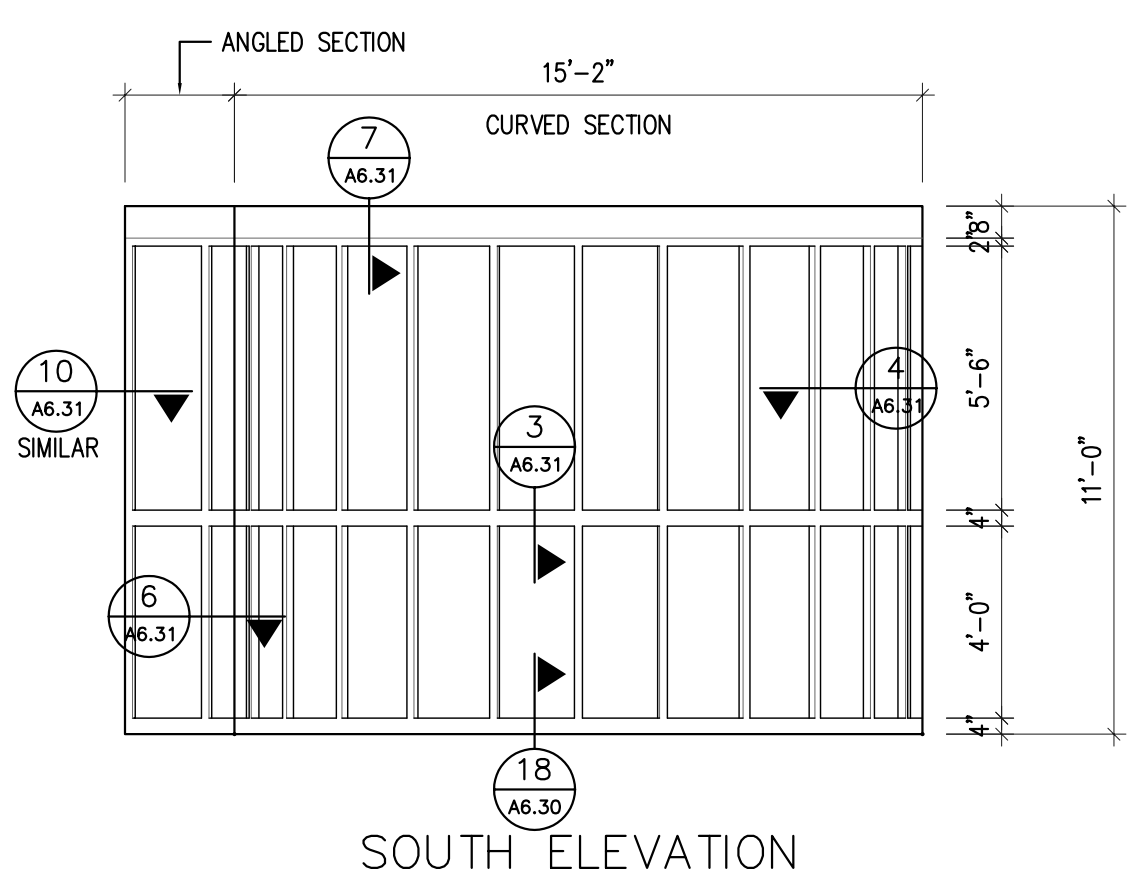 ANGLED SECTION
15'-2"
CURVED SECTION
7
A6.31
8"
2"
10
A6.31
SIMILAR
4
A6.31
5'-6"
3
A6.31
11'-0"
4"
6
A6.31
4'-0"
4"
18
A6.30
SOUTH ELEVATION